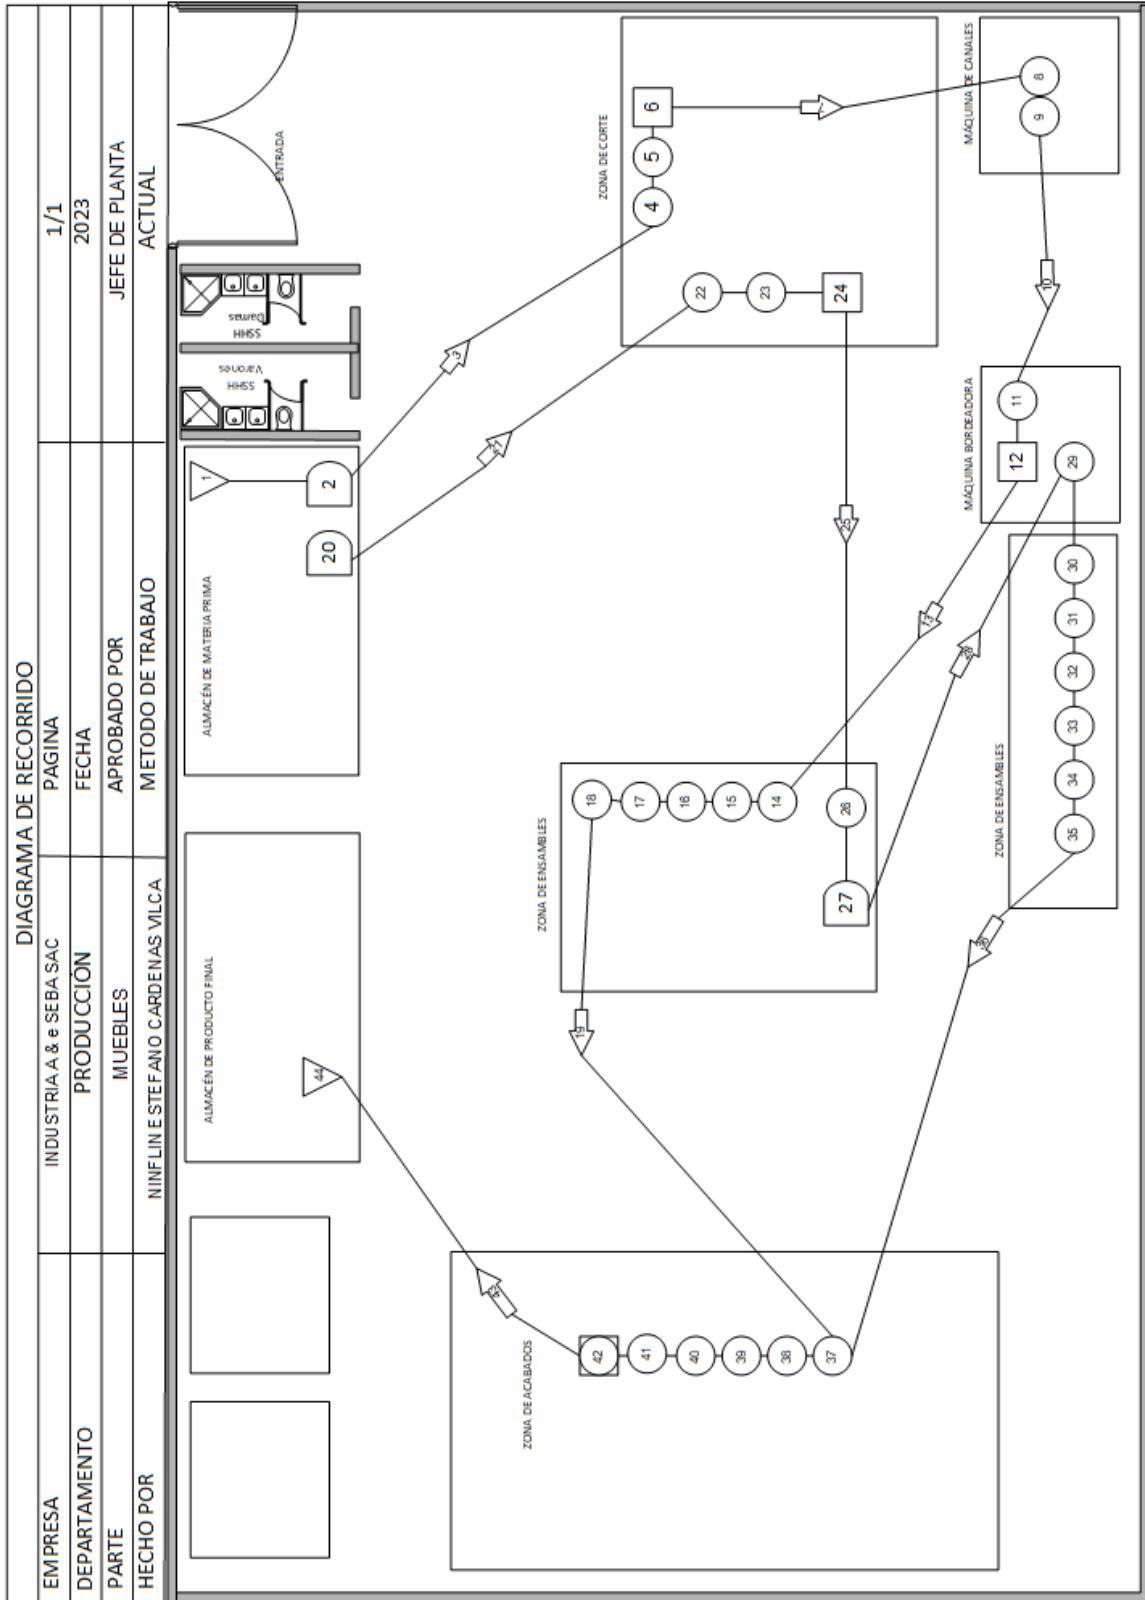 DIAGRAMA DE RECORRIDO
EMPRESA INDUSTRIA A & e SEBA SAC PAGINA 1/1
DEPARTAMENTO PRODUCCIÓN FECHA 2023
PARTE MUEBLES APROBADO POR JEFE DE PLANTA
HECHO POR NINFLIN E STEFANO CARDENAS VILCA METODO DE TRABAJO ACTUAL
ALMACÉN DE PRODUCTO FINAL
44
ALMACÉN DE MATERIA PRIMA
1
2
20
SSHH
Varones
SSHH
Damas
ENTRADA
3
ZONA DE CORTE
4
5
6
22
23
24
7
25
ZONA DE ENSAMBLES
18
17
16
15
14
26
27
19
13
28
ZONA DE ACABADOS
42
41
40
39
38
37
MÁQUINA DE CANALES
8
9
10
MÁQUINA BORDEADORA
11
12
29
ZONA DE ENSAMBLES
30
31
32
33
34
35